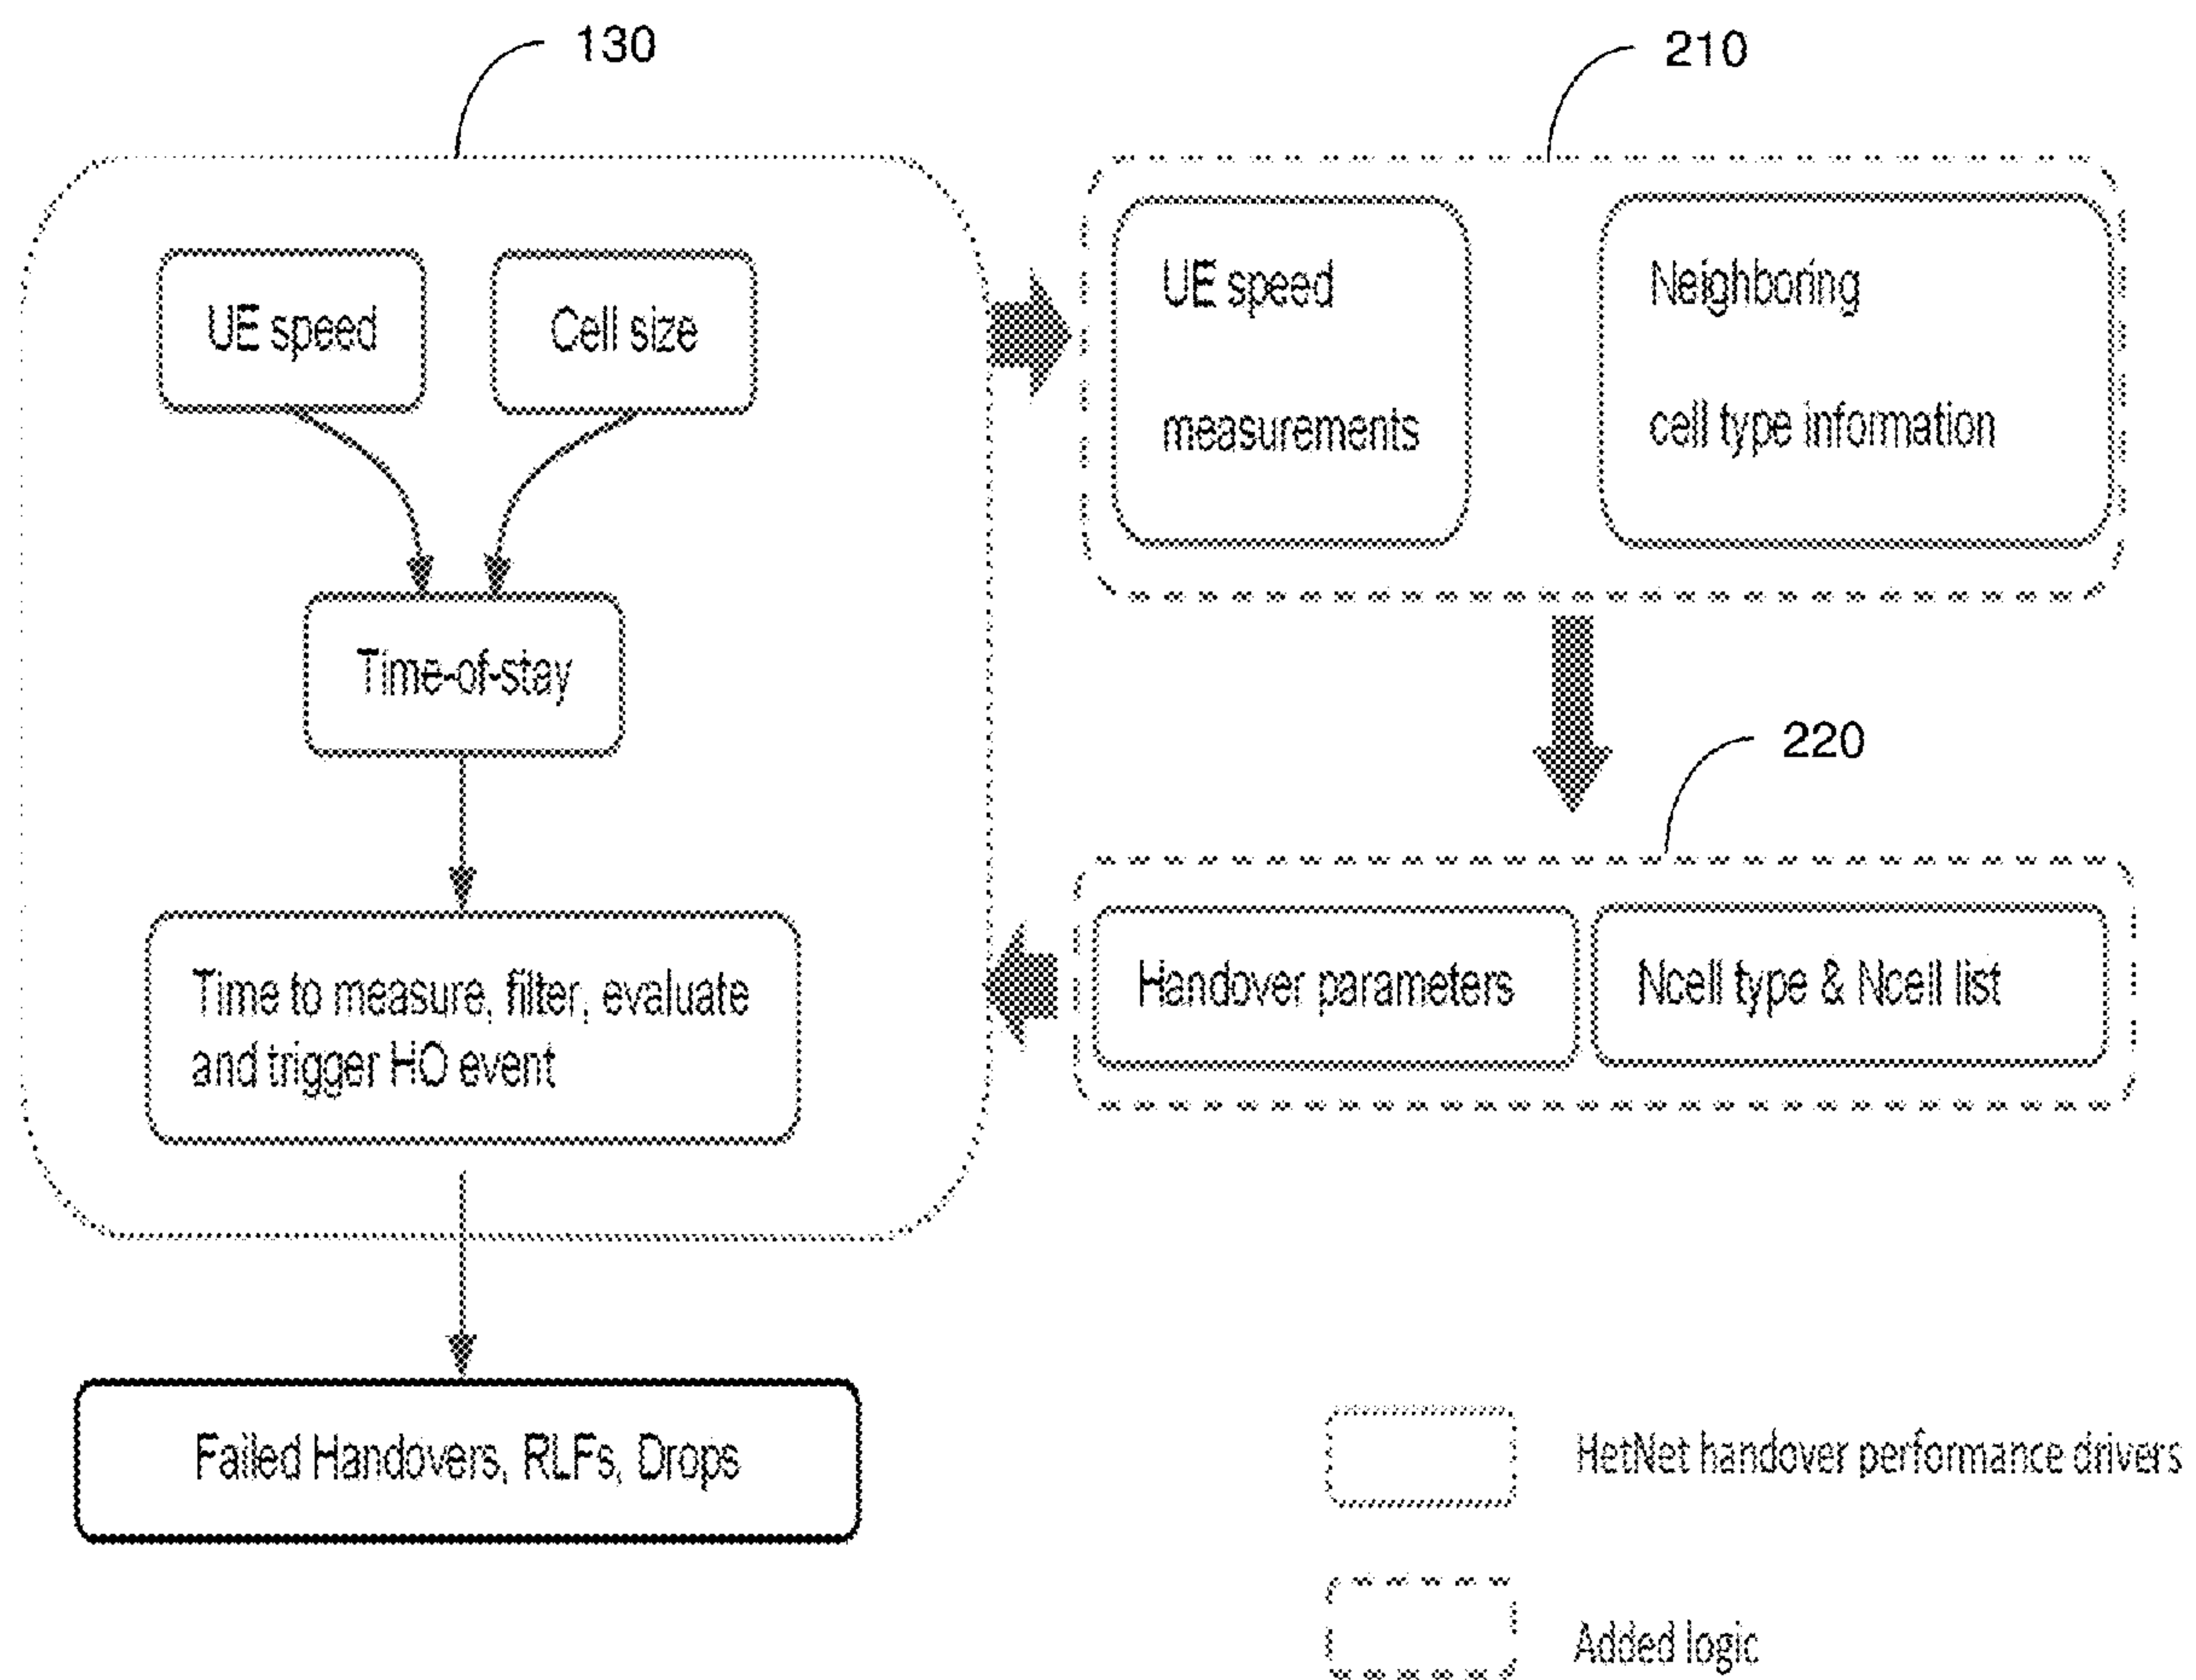 130
210
UE speed
Cell size
UE speed
measurements
Neighboring
cell type information
Time-of-stay
220
Time to measure, filter, evaluate
and trigger HO event
Handover parameters
Ncell type & Ncell list
Failed Handovers, RLFs, Drops
HetNet handover performance drivers
Added logic